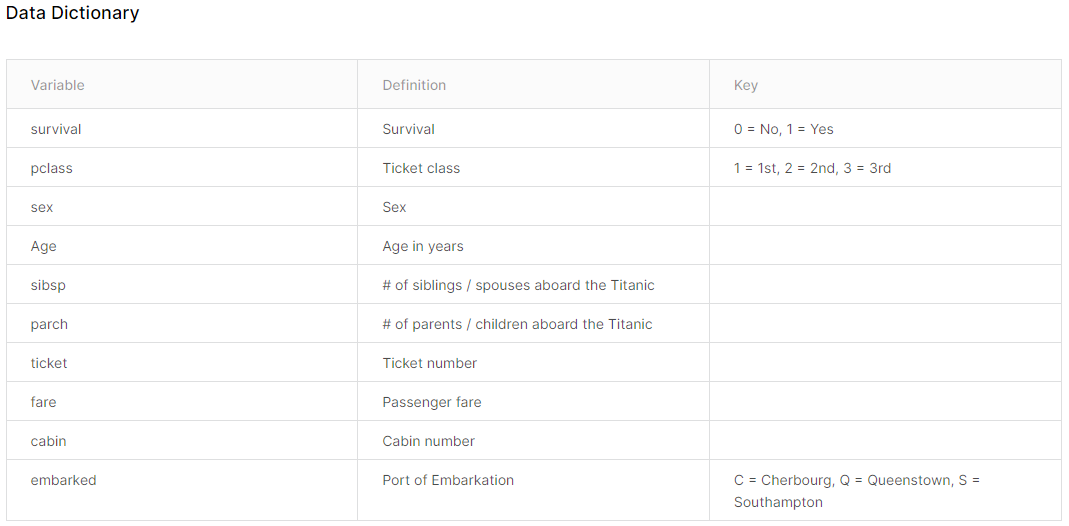 Data Dictionary
Variable Definition Key
survival Survival 0 = No, 1 = Yes
pclass Ticket class 1 = 1st, 2 = 2nd, 3 = 3rd
sex Sex
Age Age in years
sibsp # of siblings / spouses aboard the Titanic
parch # of parents / children aboard the Titanic
ticket Ticket number
fare Passenger fare
cabin Cabin number
embarked Port of Embarkation C = Cherbourg, Q = Queenstown, S =
Southampton